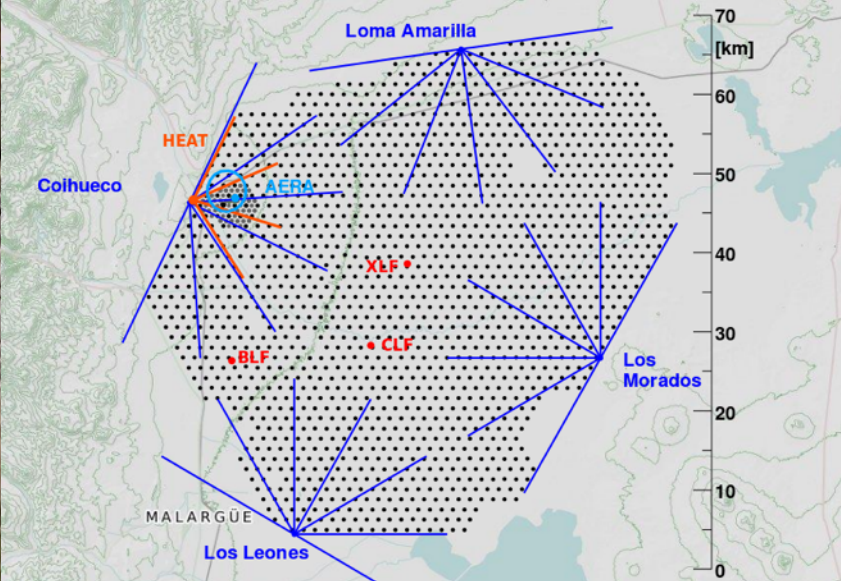 70
Loma Amarilla
[km]
60
HEAT
50
Coihueco
AERA
40
XLF
30
CLF
BLF
Los
Morados
20
10
MALARGÜE
Los Leones
0